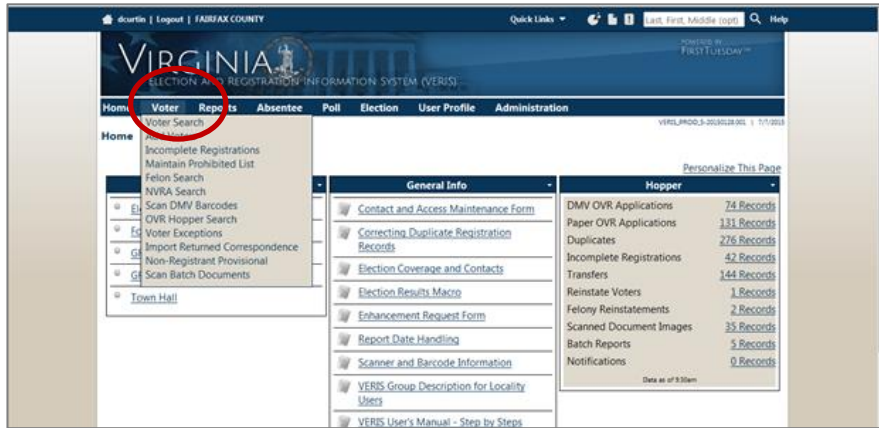 dcurtin | Logout | FAIRFAX COUNTY
Quick Links
Last, First, Middle (opt)
Help
VIRGINIA
ELECTION AND REGISTRATION INFORMATION SYSTEM (VERIS)
POWERED BY
FIRSTTUESDAY
Home Voter Reports Absentee Poll Election User Profile Administration
VERIS_PROD_5-20150128.001 | 7/7/2015
Home
Voter Search
Incomplete Registrations
Maintain Prohibited List
Felon Search
NVRA Search
Scan DMV Barcodes
OVR Hopper Search
Voter Exceptions
Import Returned Correspondence
Non-Registrant Provisional
Scan Batch Documents
Town Hall
Personalize This Page
General Info
Contact and Access Maintenance Form
Correcting Duplicate Registration
Records
Election Coverage and Contacts
Election Results Macro
Enhancement Request Form
Report Date Handling
Scanner and Barcode Information
VERIS Group Description for Locality
Users
VERIS User's Manual - Step by Steps
Hopper
DMV OVR Applications 74 Records
Paper OVR Applications 131 Records
Duplicates 276 Records
Incomplete Registrations 42 Records
Transfers 144 Records
Reinstate Voters 1 Records
Felony Reinstatements 2 Records
Scanned Document Images 35 Records
Batch Reports 5 Records
Notifications 0 Records
Data as of 9:30am